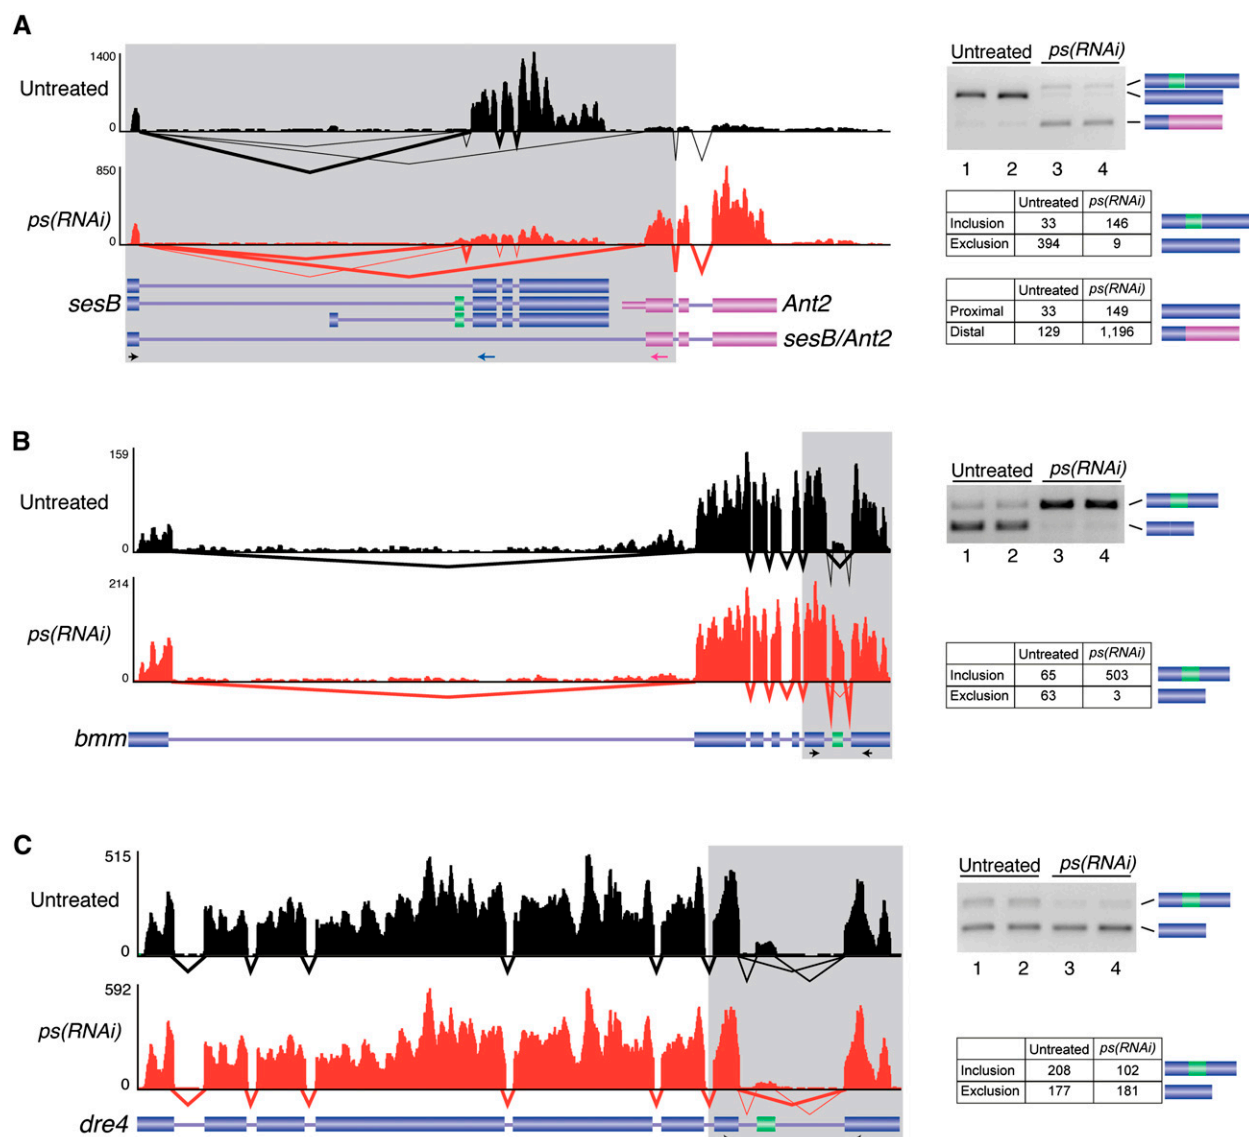 A
1400
Untreated
0
850
ps(RNAi)
0
sesB
Ant2
sesB/Ant2
Untreated ps(RNAi)
1 2 3 4
Untreated ps(RNAi)
Inclusion 33 146
Exclusion 394 9
Untreated ps(RNAi)
Proximal 33 149
Distal 129 1,196
B
159
Untreated
0
214
ps(RNAi)
0
bmm
Untreated ps(RNAi)
1 2 3 4
Untreated ps(RNAi)
Inclusion 65 503
Exclusion 63 3
C
515
Untreated
0
592
ps(RNAi)
0
dre4
Untreated ps(RNAi)
1 2 3 4
Untreated ps(RNAi)
Inclusion 208 102
Exclusion 177 181